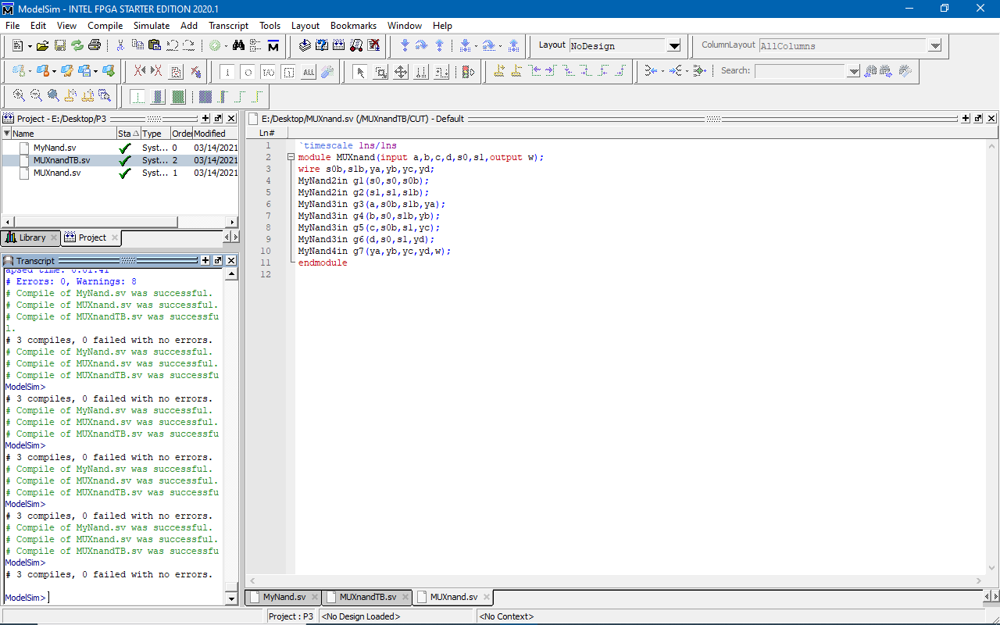 ModelSim - INTEL FPGA STARTER EDITION 2020.1
File Edit View Compile Simulate Add Transcript Tools Layout Bookmarks Window Help
Layout NoDesign
ColumnLayout AllColumns
Search:
Project - E:/Desktop/P3
Name Sta Type Order Modified
MyNand.sv Syst... 0 03/14/2021
MUXnandTB.sv Syst... 2 03/14/2021
MUXnand.sv Syst... 1 03/14/2021
Library Project
Transcript
apsed time: 0:01:41
# Errors: 0, Warnings: 8
# Compile of MyNand.sv was successful.
# Compile of MUXnand.sv was successful.
# Compile of MUXnandTB.sv was successfu
l.
# 3 compiles, 0 failed with no errors.
# Compile of MyNand.sv was successful.
# Compile of MUXnand.sv was successful.
# Compile of MUXnandTB.sv was successfu
ModelSim>
# 3 compiles, 0 failed with no errors.
# Compile of MyNand.sv was successful.
# Compile of MUXnand.sv was successful.
# Compile of MUXnandTB.sv was successfu
ModelSim>
# 3 compiles, 0 failed with no errors.
# Compile of MyNand.sv was successful.
# Compile of MUXnand.sv was successful.
# Compile of MUXnandTB.sv was successfu
ModelSim>
# 3 compiles, 0 failed with no errors.
# Compile of MyNand.sv was successful.
# Compile of MUXnand.sv was successful.
# Compile of MUXnandTB.sv was successfu
ModelSim>
# 3 compiles, 0 failed with no errors.
ModelSim>
E:/Desktop/MUXnand.sv (/MUXnandTB/CUT) - Default
Ln#
1 `timescale 1ns/1ns
2 module MUXnand(input a,b,c,d,s0,s1,output w);
3 wire s0b,s1b,ya,yb,yc,yd;
4 MyNand2in g1(s0,s0,s0b);
5 MyNand2in g2(s1,s1,s1b);
6 MyNand3in g3(a,s0b,s1b,ya);
7 MyNand3in g4(b,s0,s1b,yb);
8 MyNand3in g5(c,s0b,s1,yc);
9 MyNand3in g6(d,s0,s1,yd);
10 MyNand4in g7(ya,yb,yc,yd,w);
11 endmodule
12
MyNand.sv MUXnandTB.sv MUXnand.sv
Project : P3 <No Design Loaded> <No Context>